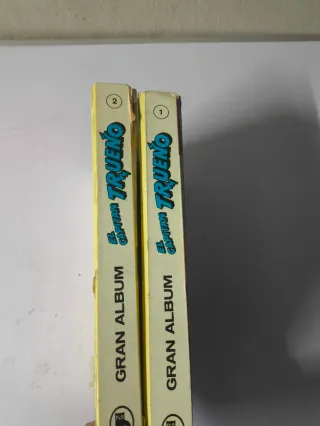 2
EL CAPITAN
TRUENO
GRAN ALBUM
1
EL CAPITAN
TRUENO
GRAN ALBUM